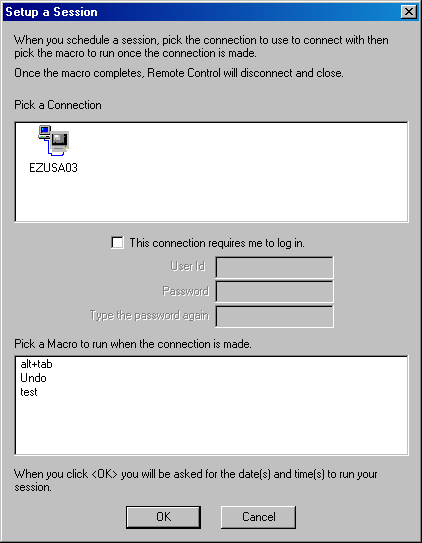 Setup a Session
When you schedule a session, pick the connection to use to connect with then
pick the macro to run once the connection is made.
Once the macro completes, Remote Control will disconnect and close.
Pick a Connection
EZUSA03
This connection requires me to log in.
User Id
Password
Type the password again
Pick a Macro to run when the connection is made.
alt+tab
Undo
test
When you click <OK> you will be asked for the date(s) and time(s) to run your
session.
OK
Cancel